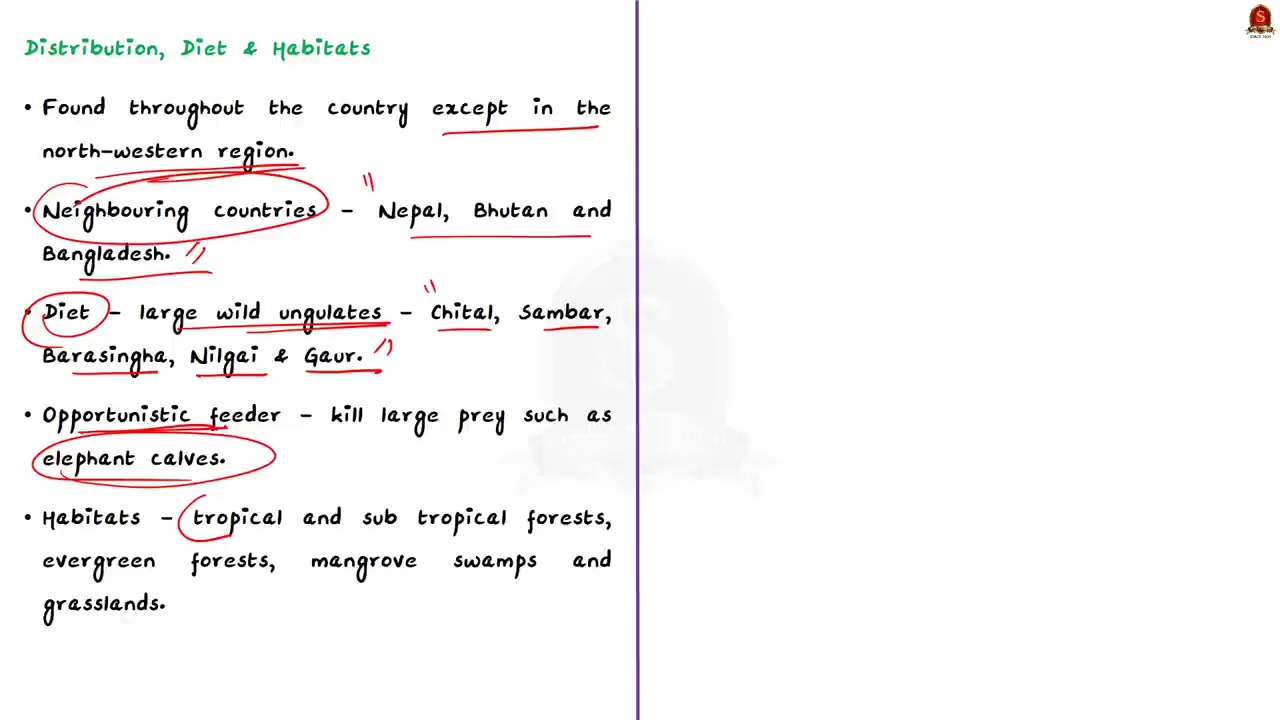 Distribution, Diet & Habitats
• Found throughout the country except in the
north-western region.
• Neighbouring countries - Nepal, Bhutan and
Bangladesh.
• Diet - large wild ungulates - Chital, Sambar,
Barasingha, Nilgai & Gaur.
• Opportunistic feeder - kill large prey such as
elephant calves.
• Habitats - tropical and sub tropical forests,
evergreen forests, mangrove swamps and
grasslands.
S